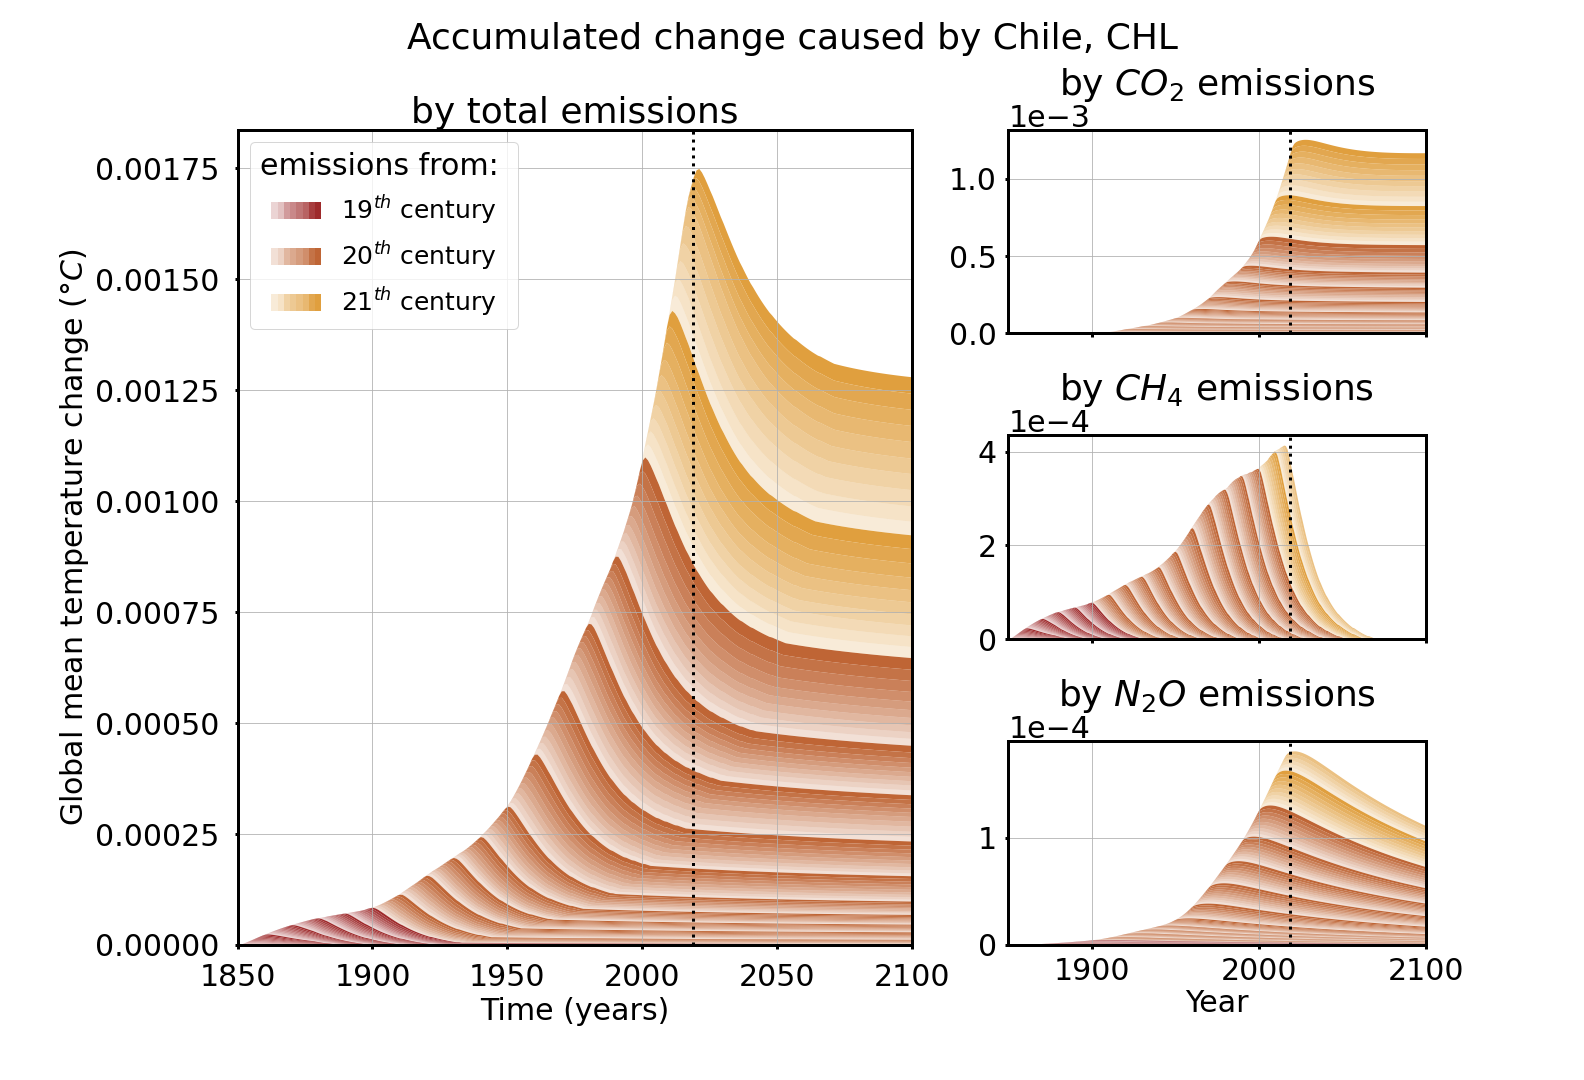 Accumulated change caused by Chile, CHL
by total emissions
emissions from:
19th century
20th century
21th century
Global mean temperature change (°C)
0.00175
0.00150
0.00125
0.00100
0.00075
0.00050
0.00025
0.00000
1850 1900 1950 2000 2050 2100
Time (years)
by CO2 emissions
1e−3
1.0
0.5
0.0
by CH4 emissions
1e−4
4
2
0
by N2O emissions
1e−4
1
0
1900 2000 2100
Year